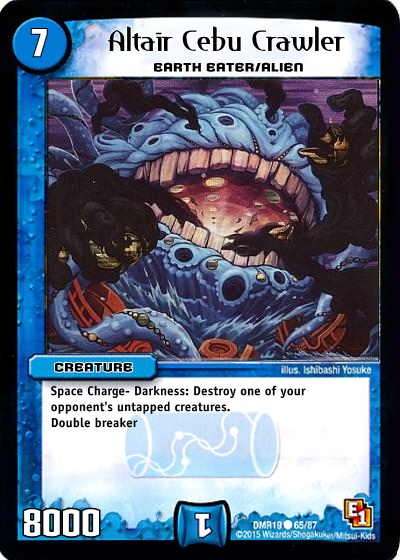 7
Altair Cebu Crawler
EARTH EATER/ALIEN
illus. Ishibashi Yosuke
CREATURE
Space Charge- Darkness: Destroy one of your
opponent's untapped creatures.
Double breaker
8000
1
DMR19 65/87
©2015 Wizards/Shogakukan/Mitsui-Kids
E1